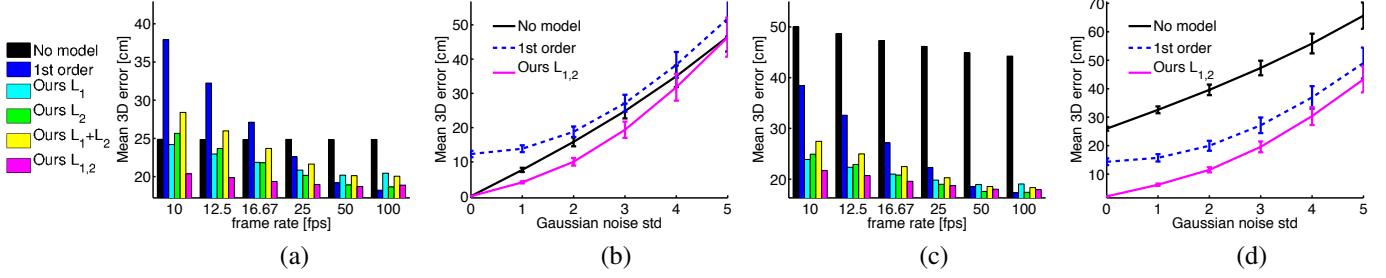 No model
1st order
Ours L1
Ours L2
Ours L1+L2
Ours L1,2
Mean 3D error [cm]
40
35
30
25
20
10 12.5 16.67 25 50 100
frame rate [fps]
(a)
Mean 3D error [cm]
50
40
30
20
10
0
No model
1st order
Ours L1,2
0 1 2 3 4 5
Gaussian noise std
(b)
Mean 3D error [cm]
50
40
30
20
10 12.5 16.67 25 50 100
frame rate [fps]
(c)
Mean 3D error [cm]
70
60
50
40
30
20
10
No model
1st order
Ours L1,2
0 1 2 3 4 5
Gaussian noise std
(d)